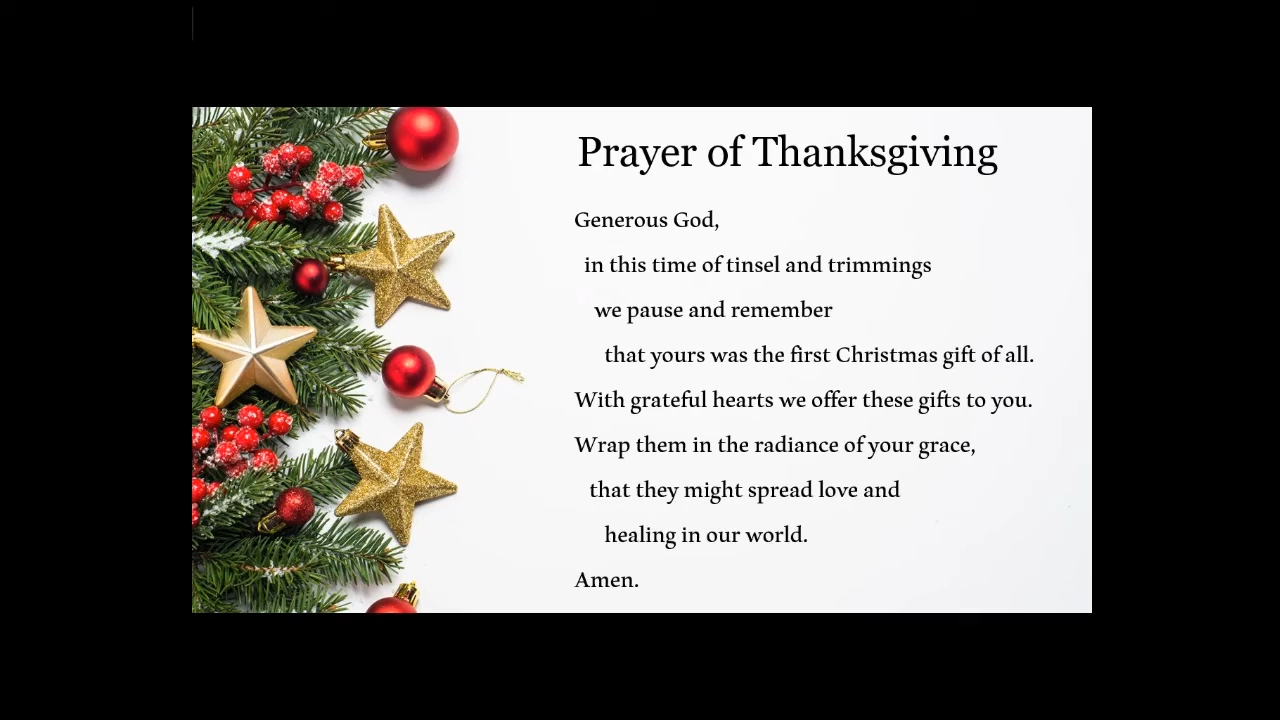 Prayer of Thanksgiving
Generous God,
in this time of tinsel and trimmings
we pause and remember
that yours was the first Christmas gift of all.
With grateful hearts we offer these gifts to you.
Wrap them in the radiance of your grace,
that they might spread love and
healing in our world.
Amen.